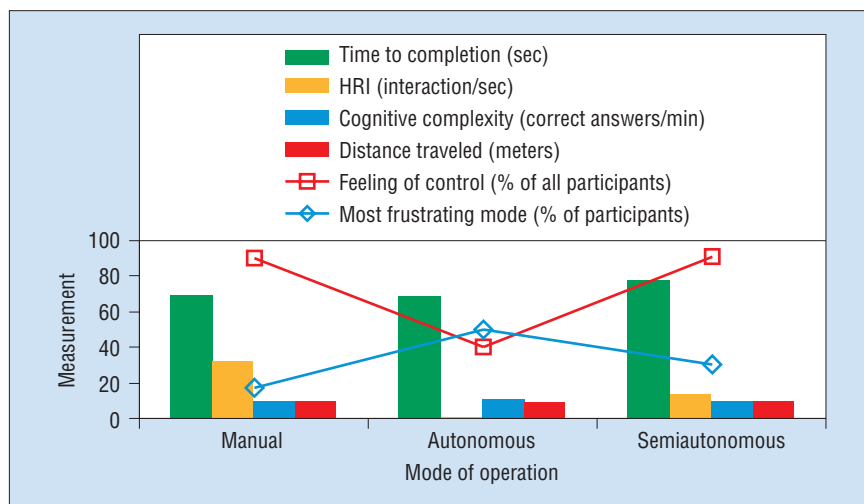 Time to completion (sec)
HRI (interaction/sec)
Cognitive complexity (correct answers/min)
Distance traveled (meters)
Feeling of control (% of all participants)
Most frustrating mode (% of participants)
100
80
60
40
20
0
Measurement
Manual
Autonomous
Semiautonomous
Mode of operation